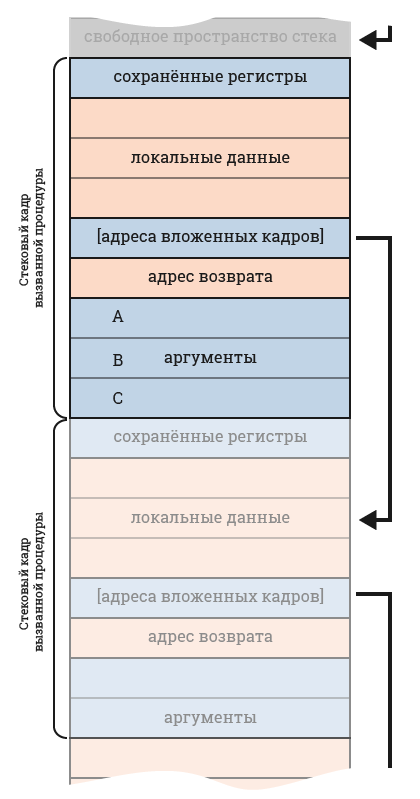 свободное пространство стека
сохранённые регистры
локальные данные
[адреса вложенных кадров]
адрес возврата
A
B аргументы
C
Стековый кадр
вызванной процедуры
сохранённые регистры
локальные данные
[адреса вложенных кадров]
адрес возврата
аргументы
Стековый кадр
вызванной процедуры